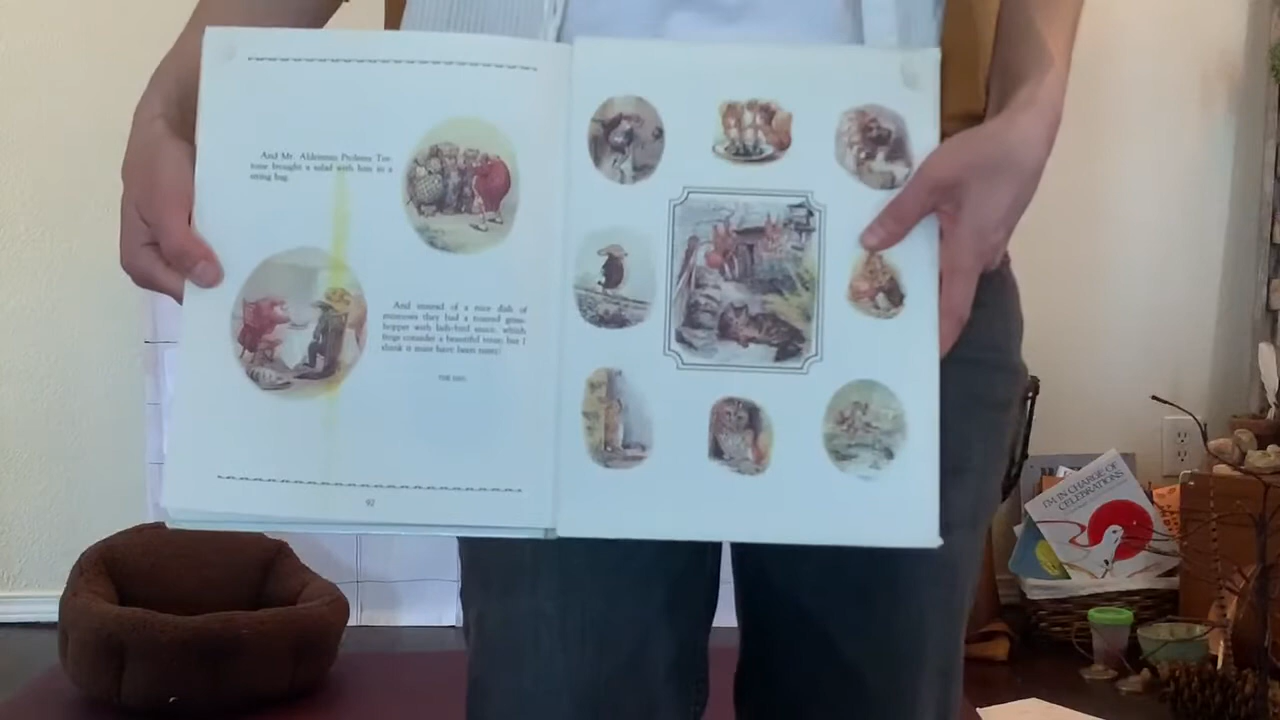 And Mr. Alderman Ptolemy Tor-
toise brought a salad with him in a
string bag.
And instead of a nice dish of
minnows they had a roasted grass-
hopper with lady-bird sauce, which
frogs consider a beautiful treat; but I
think it must have been nasty!
THE END
I'M IN CHARGE OF
CELEBRATIONS